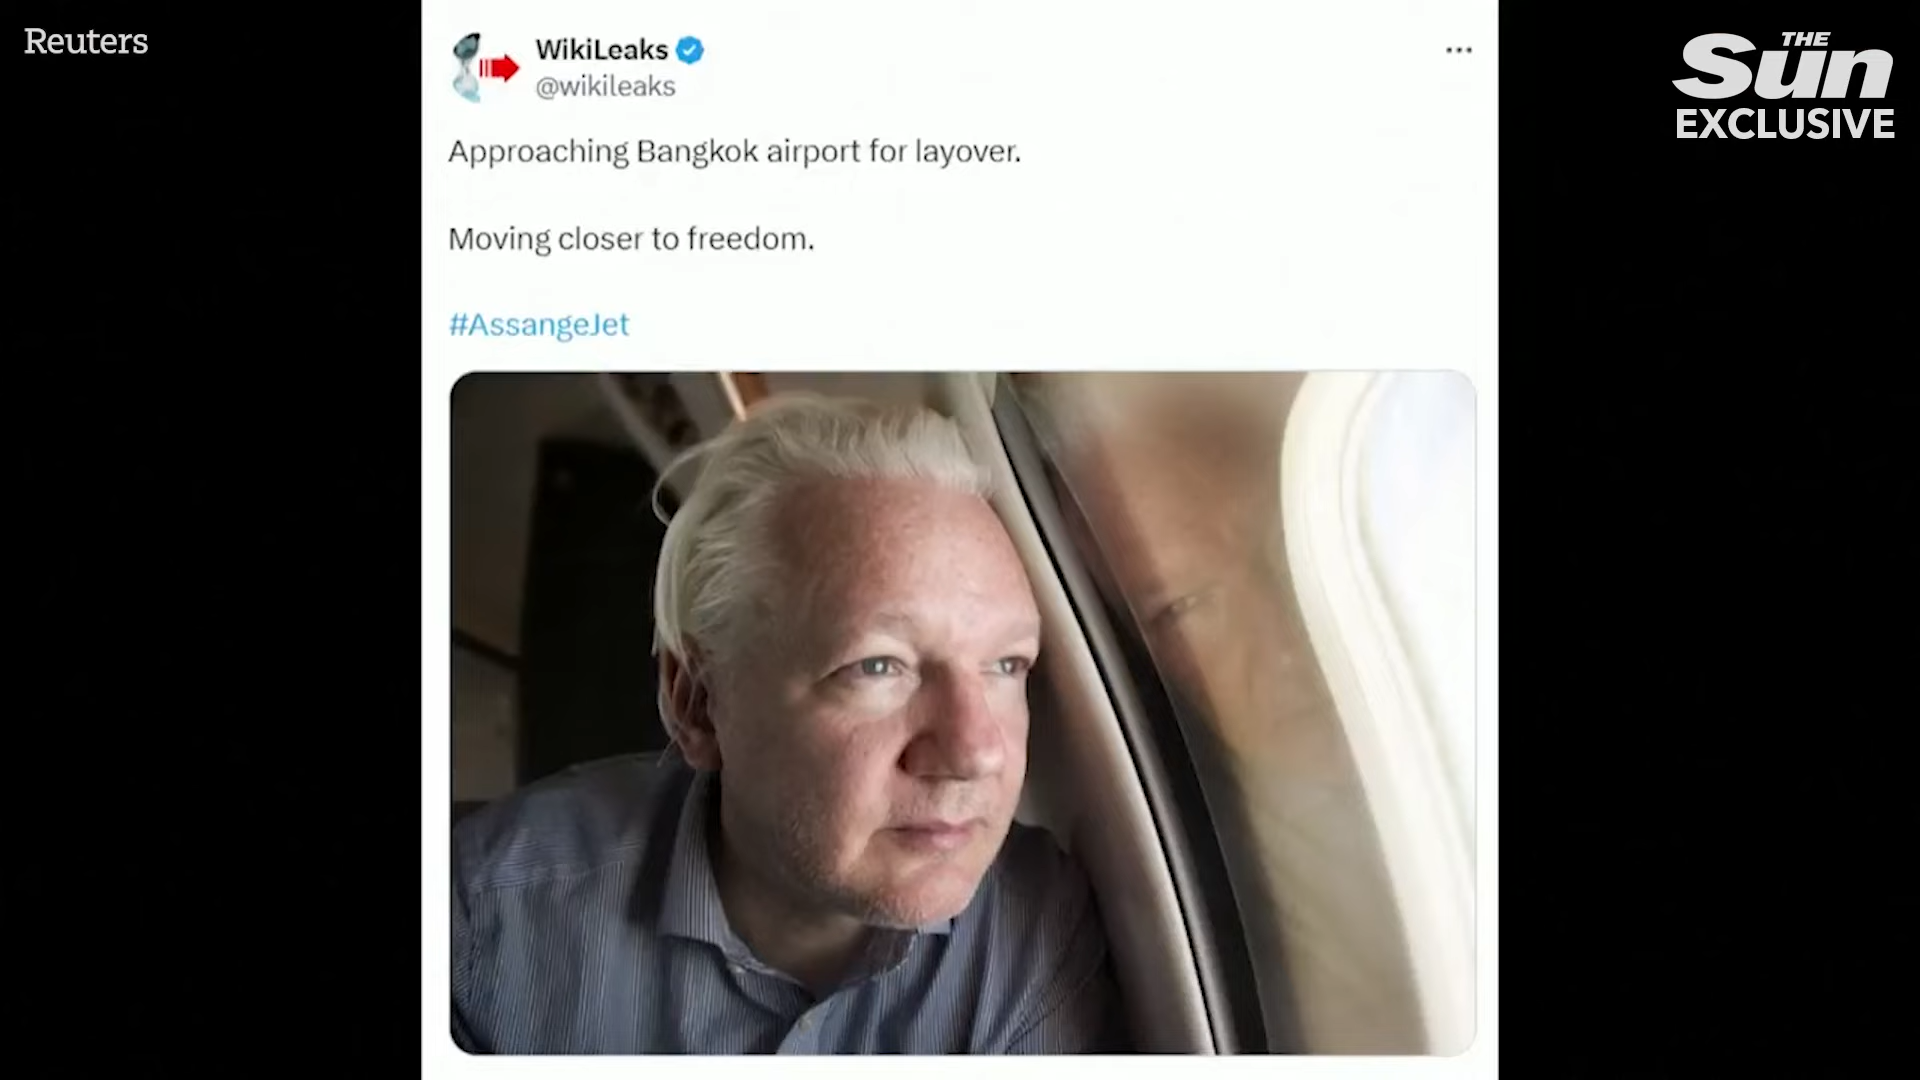 Reuters
THE
Sun
EXCLUSIVE
WikiLeaks
@wikileaks
Approaching Bangkok airport for layover.
Moving closer to freedom.
#AssangeJet